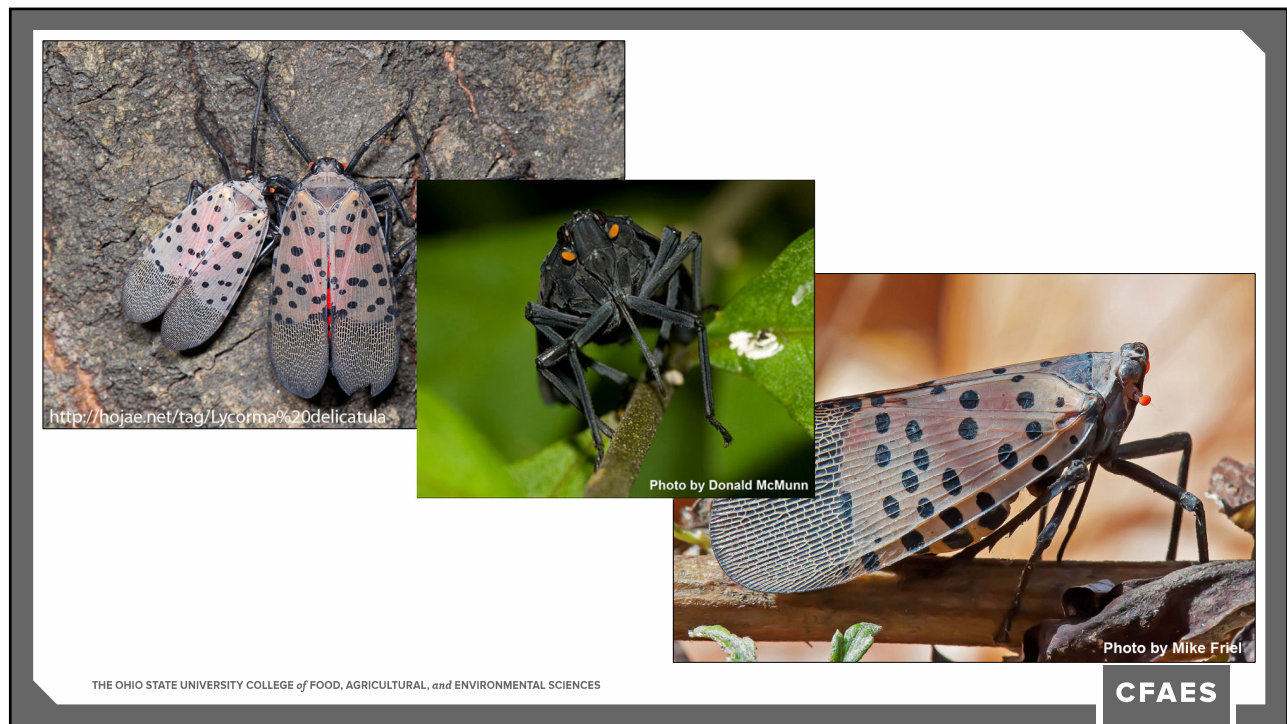 http://hojae.net/tag/Lycorma%20delicatula
Photo by Donald McMunn
Photo by Mike Friel
THE OHIO STATE UNIVERSITY COLLEGE of FOOD, AGRICULTURAL, and ENVIRONMENTAL SCIENCES
CFAES